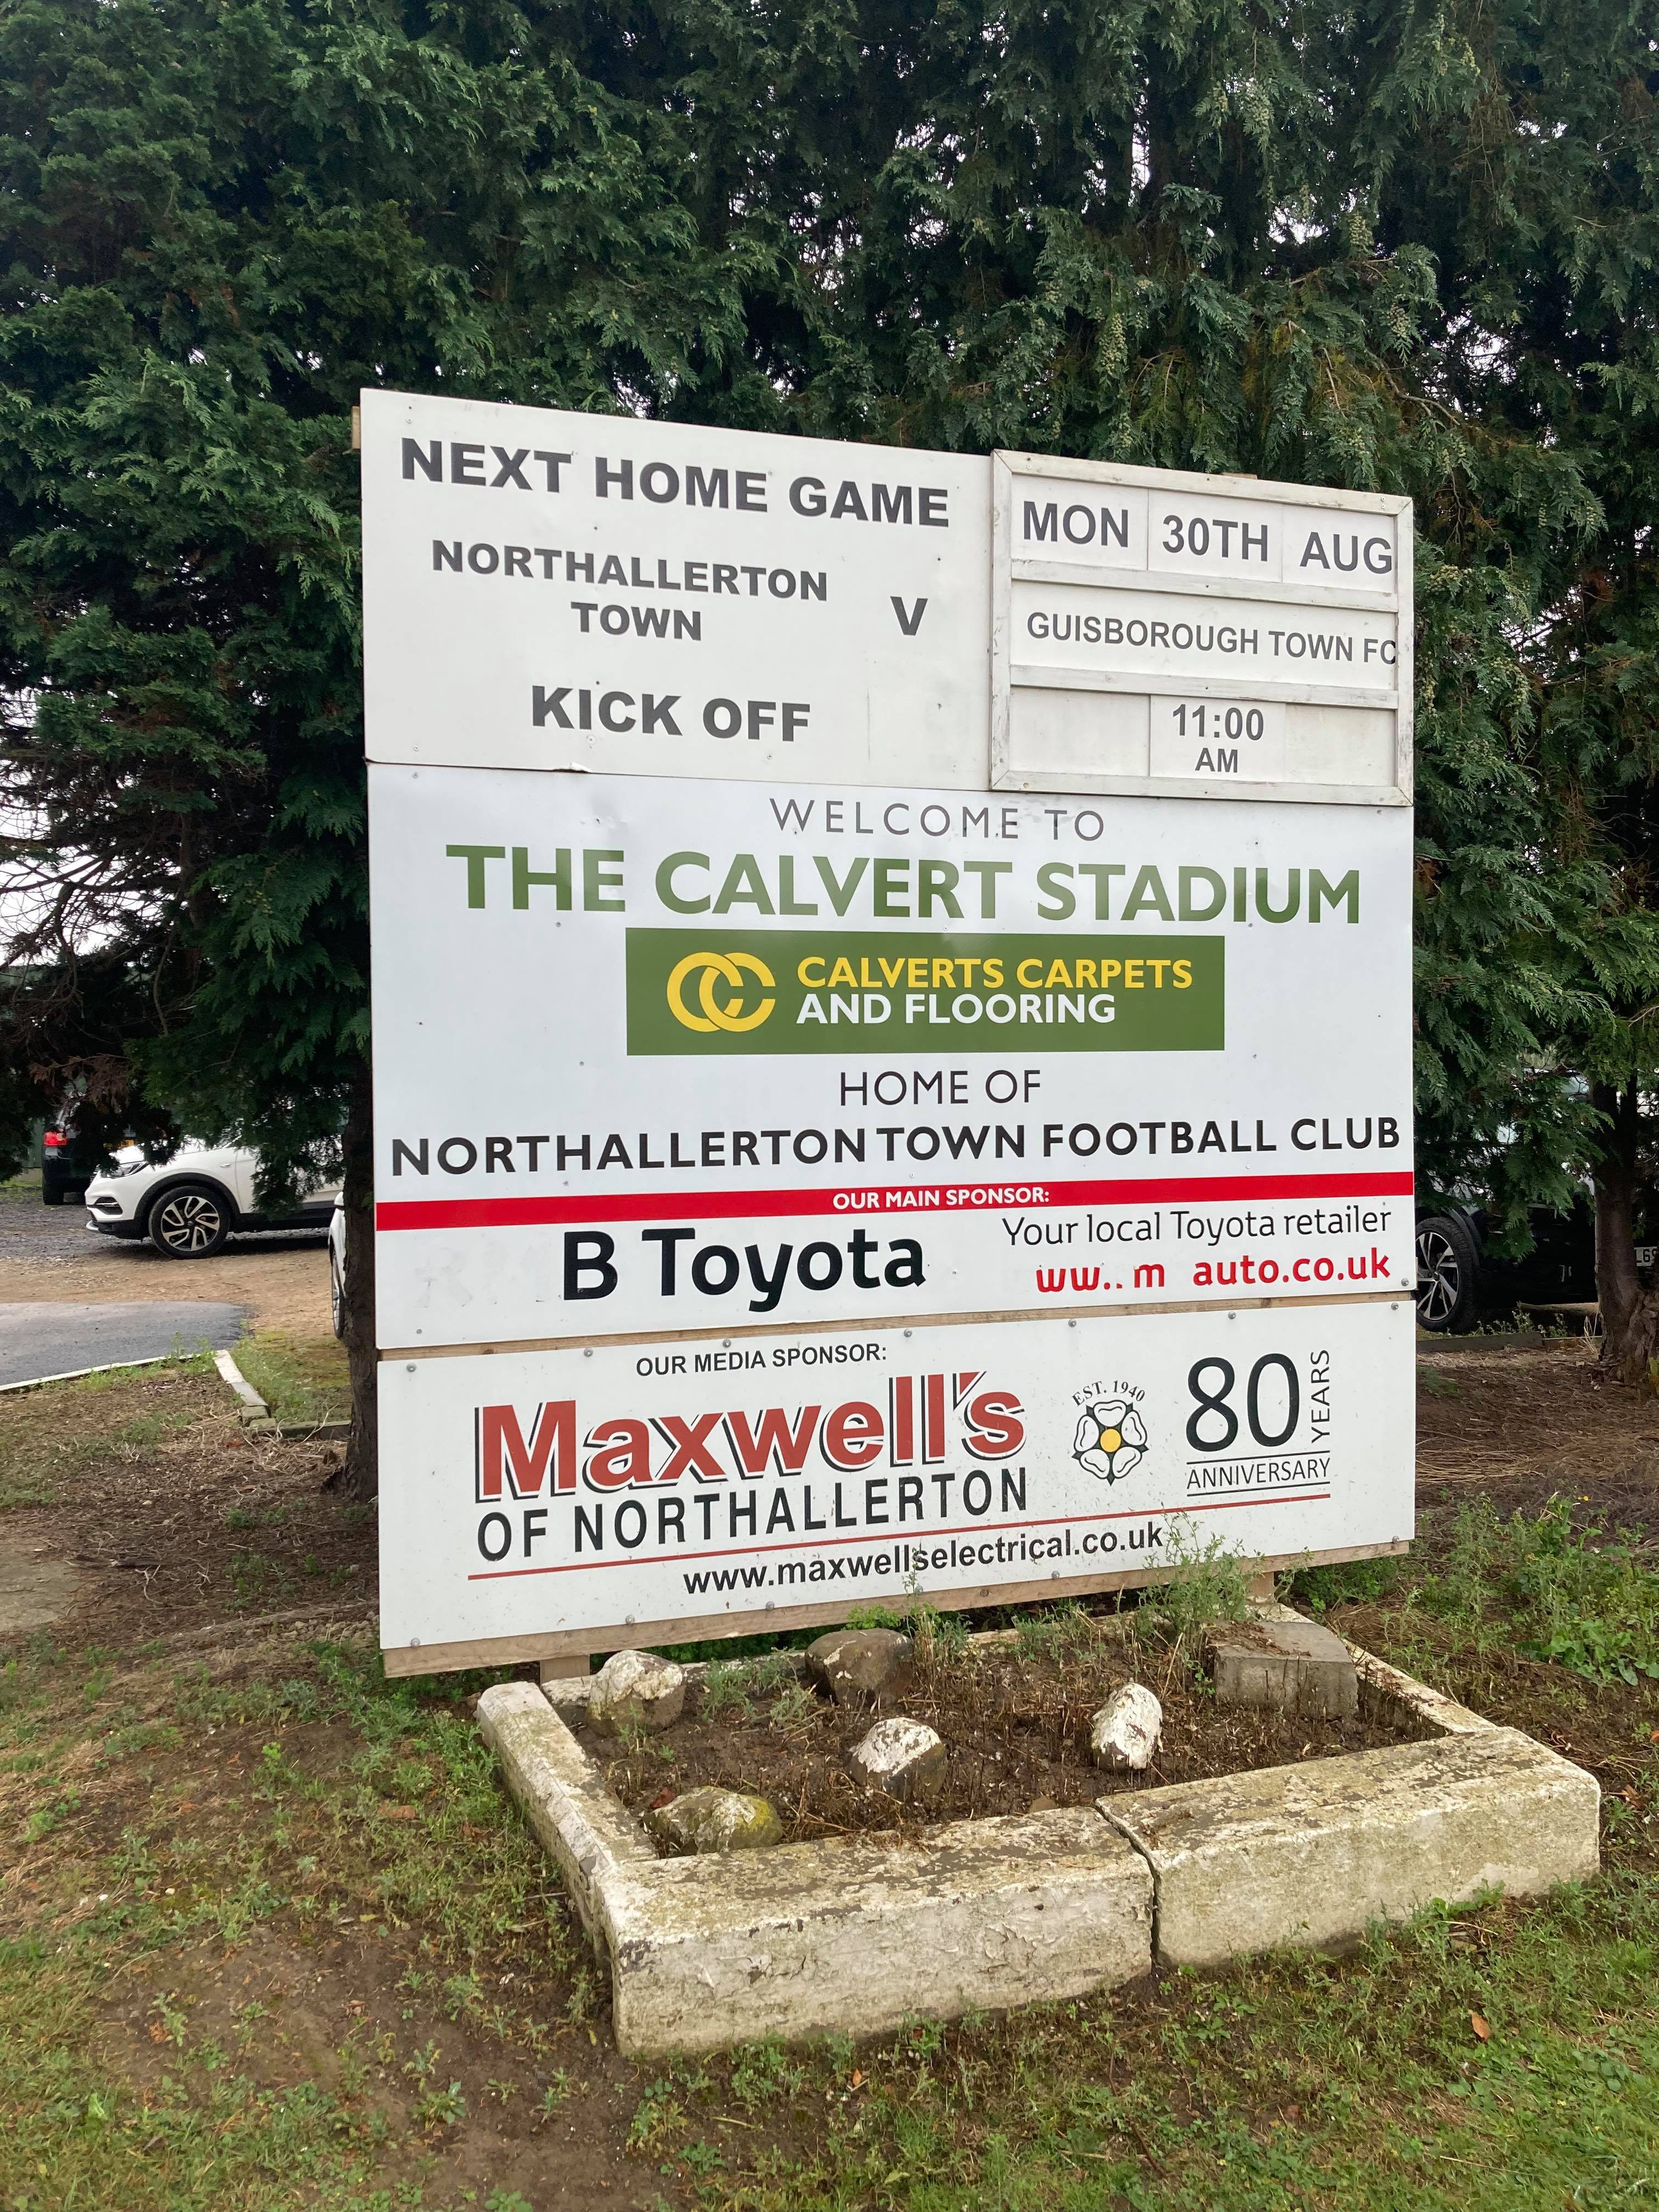 NEXT HOME GAME
NORTHALLERTON
TOWN
V
KICK OFF
MON 30TH AUG
GUISBOROUGH TOWN FC
11:00
AM
WELCOME TO
THE CALVERT STADIUM
CALVERTS CARPETS
AND FLOORING
HOME OF
NORTHALLERTON TOWN FOOTBALL CLUB
OUR MAIN SPONSOR:
B Toyota
Your local Toyota retailer
ww.. m auto.co.uk
OUR MEDIA SPONSOR:
Maxwell's
OF NORTHALLERTON
EST. 1940
80 YEARS
ANNIVERSARY
www.maxwellselectrical.co.uk